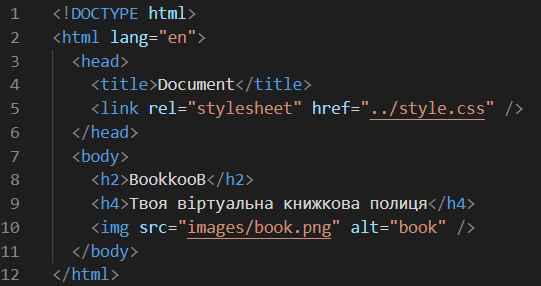 1 <!DOCTYPE html>
2 <html lang="en">
3 <head>
4 <title>Document</title>
5 <link rel="stylesheet" href="../style.css" />
6 </head>
7 <body>
8 <h2>BookkooB</h2>
9 <h4>Твоя віртуальна книжкова полиця</h4>
10 <img src="images/book.png" alt="book" />
11 </body>
12 </html>